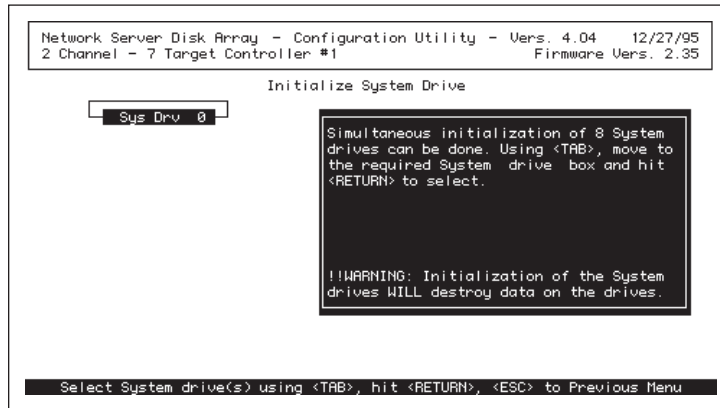 Network Server Disk Array - Configuration Utility - Vers. 4.04 12/27/95
2 Channel - 7 Target Controller #1 Firmware Vers. 2.35
Initialize System Drive
Sys Drv 0
Simultaneous initialization of 8 System
drives can be done. Using <TAB>, move to
the required System drive box and hit
<RETURN> to select.
!!WARNING: Initialization of the System
drives WILL destroy data on the drives.
Select System drive(s) using <TAB>, hit <RETURN>, <ESC> to Previous Menu